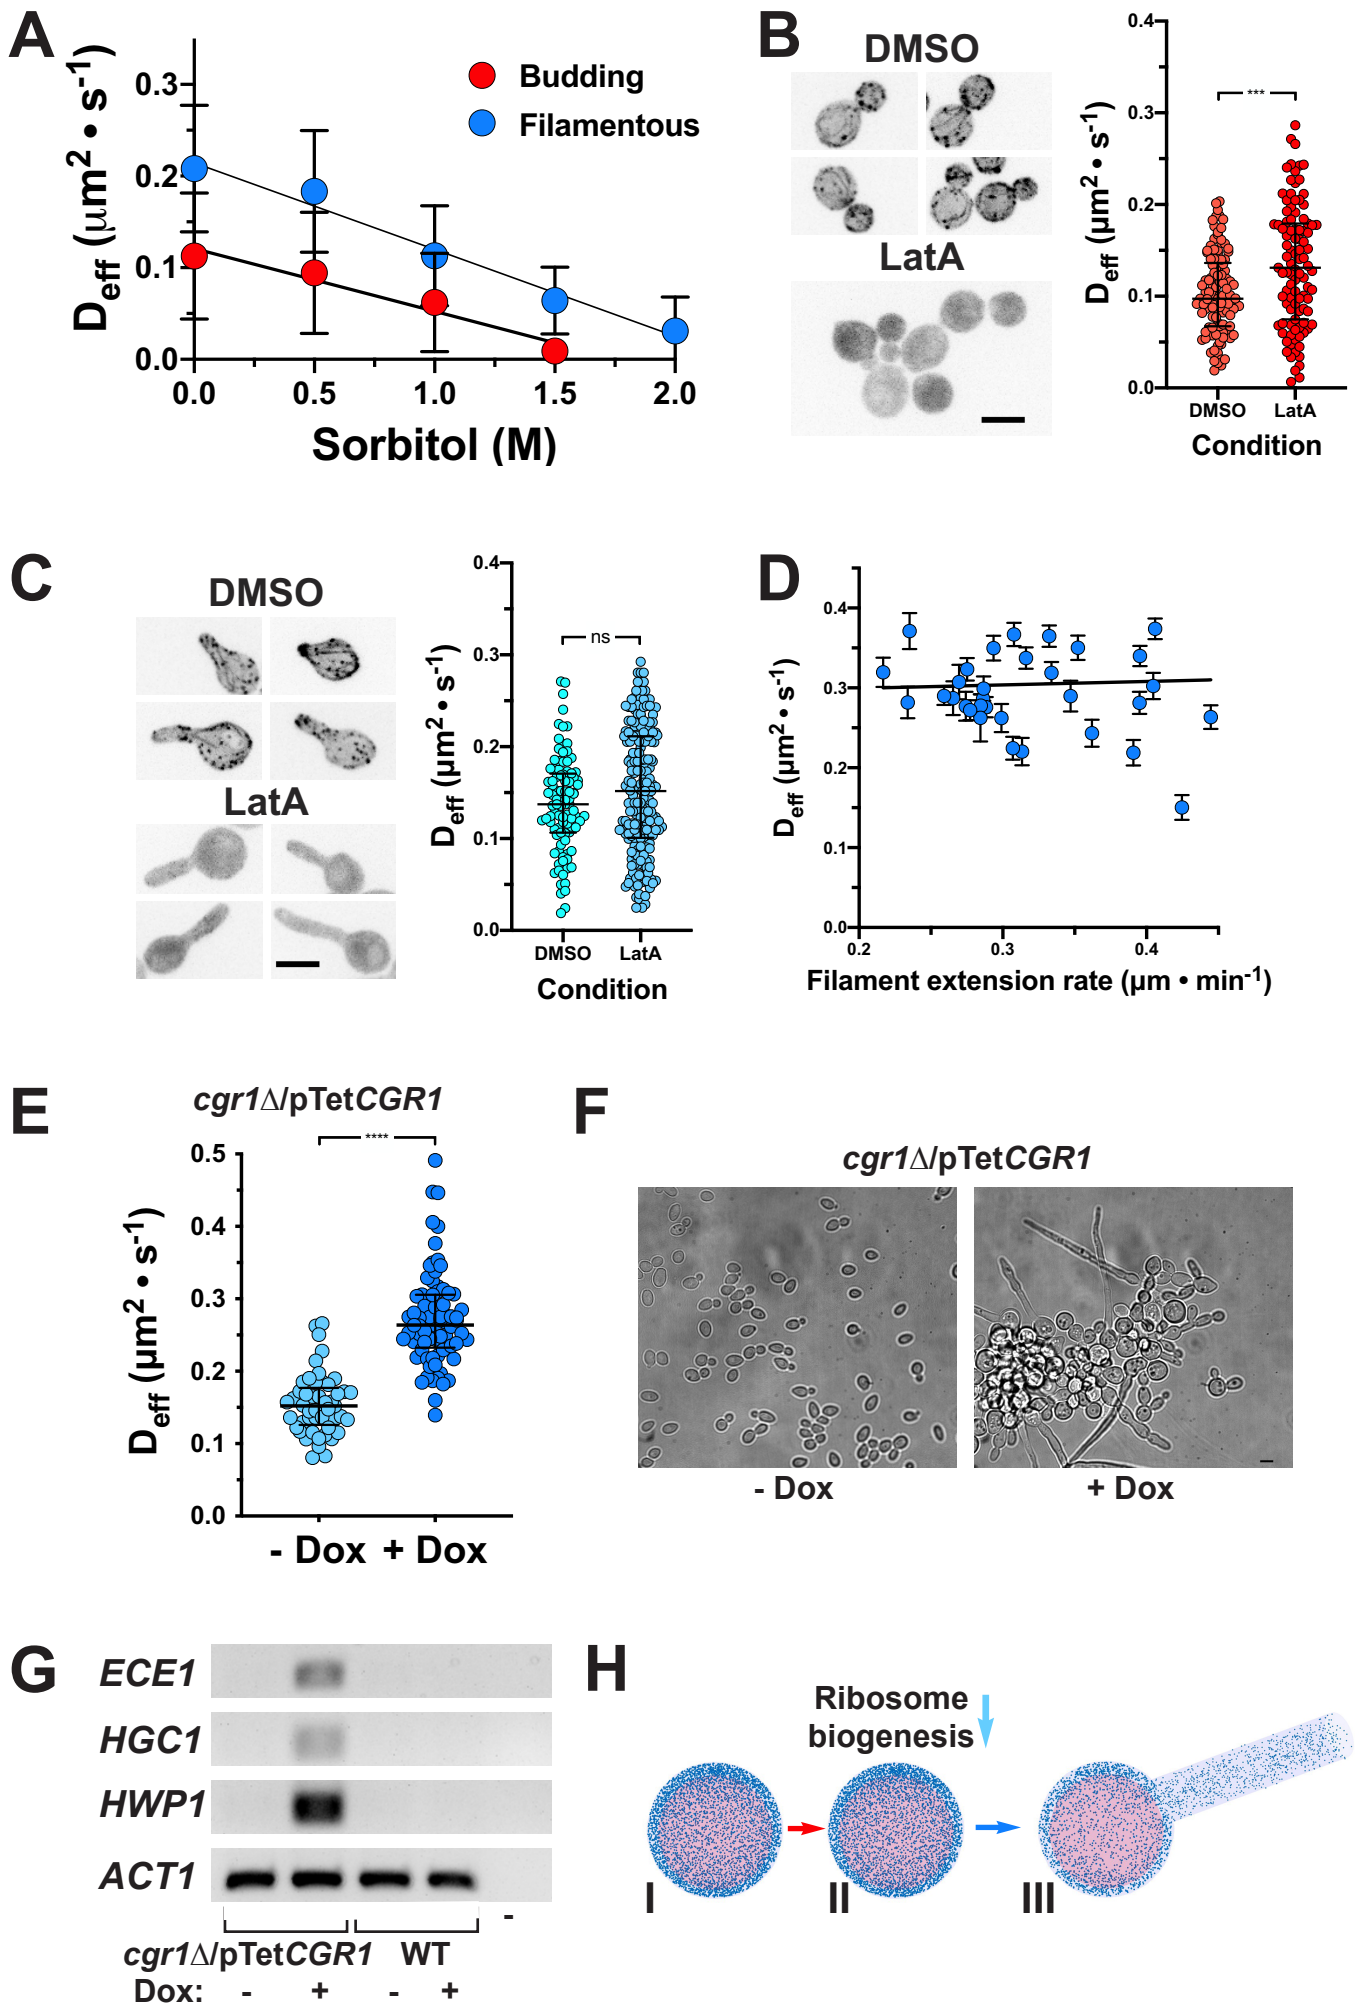 A
Deff (μm2 • s-1)
0.3
0.2
0.1
0.0
0.0 0.5 1.0 1.5 2.0
Sorbitol (M)
Budding
Filamentous
B
DMSO
LatA
Deff (μm2 • s-1)
0.4
0.3
0.2
0.1
0.0
***
DMSO LatA
Condition
C
DMSO
LatA
Deff (μm2 • s-1)
0.4
0.3
0.2
0.1
0.0
ns
DMSO LatA
Condition
D
Deff (μm2 • s-1)
0.4
0.3
0.2
0.1
0.0
0.2 0.3 0.4
Filament extension rate (μm • min-1)
E
cgr1Δ/pTetCGR1
****
Deff (μm2 • s-1)
0.5
0.4
0.3
0.2
0.1
0.0
- Dox + Dox
F
cgr1Δ/pTetCGR1
- Dox + Dox
G
ECE1
HGC1
HWP1
ACT1
-
cgr1Δ/pTetCGR1 WT
Dox: - + - +
H
Ribosome
biogenesis
I II III